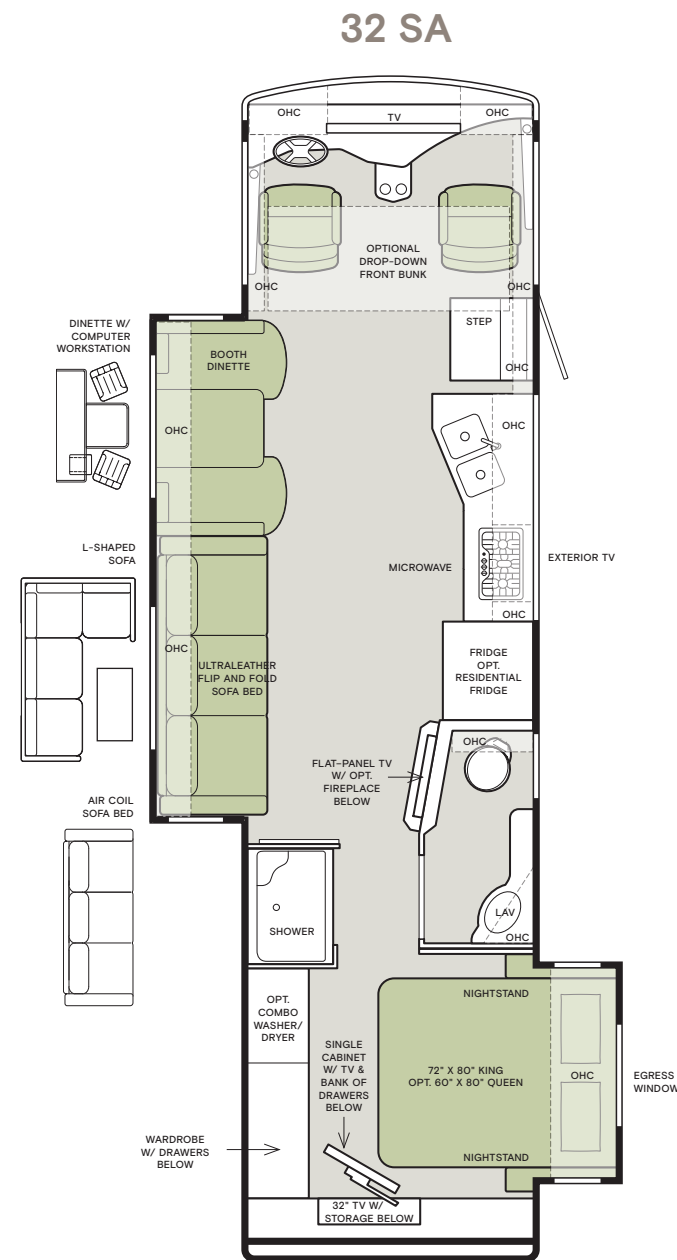 32 SA
OHC
TV
OHC
OPTIONAL
DROP-DOWN
FRONT BUNK
OHC
OHC
STEP
OHC
DINETTE W/
COMPUTER
WORKSTATION
BOOTH
DINETTE
OHC
OHC
L-SHAPED
SOFA
MICROWAVE
EXTERIOR TV
OHC
OHC
ULTRALEATHER
FLIP AND FOLD
SOFA BED
FRIDGE
OPT.
RESIDENTIAL
FRIDGE
OHC
FLAT-PANEL TV
W/ OPT.
FIREPLACE
BELOW
AIR COIL
SOFA BED
LAV
OHC
SHOWER
NIGHTSTAND
OPT.
COMBO
WASHER/
DRYER
SINGLE
CABINET
W/ TV &
BANK OF
DRAWERS
BELOW
72" X 80" KING
OPT. 60" X 80" QUEEN
OHC
EGRESS
WINDOW
WARDROBE
W/ DRAWERS
BELOW
NIGHTSTAND
32" TV W/
STORAGE BELOW